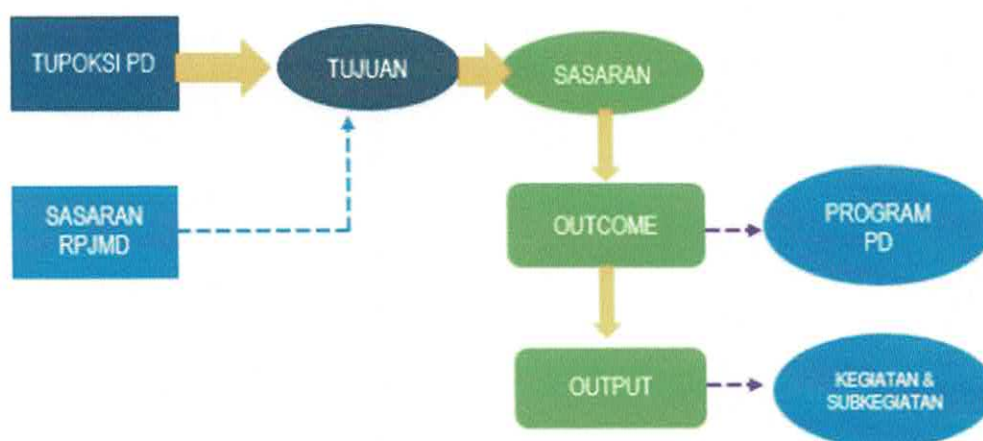 TUPOKSI PD
TUJUAN
SASARAN
SASARAN
RPJMD
OUTCOME
PROGRAM
PD
OUTPUT
KEGIATAN &
SUBKEGIATAN